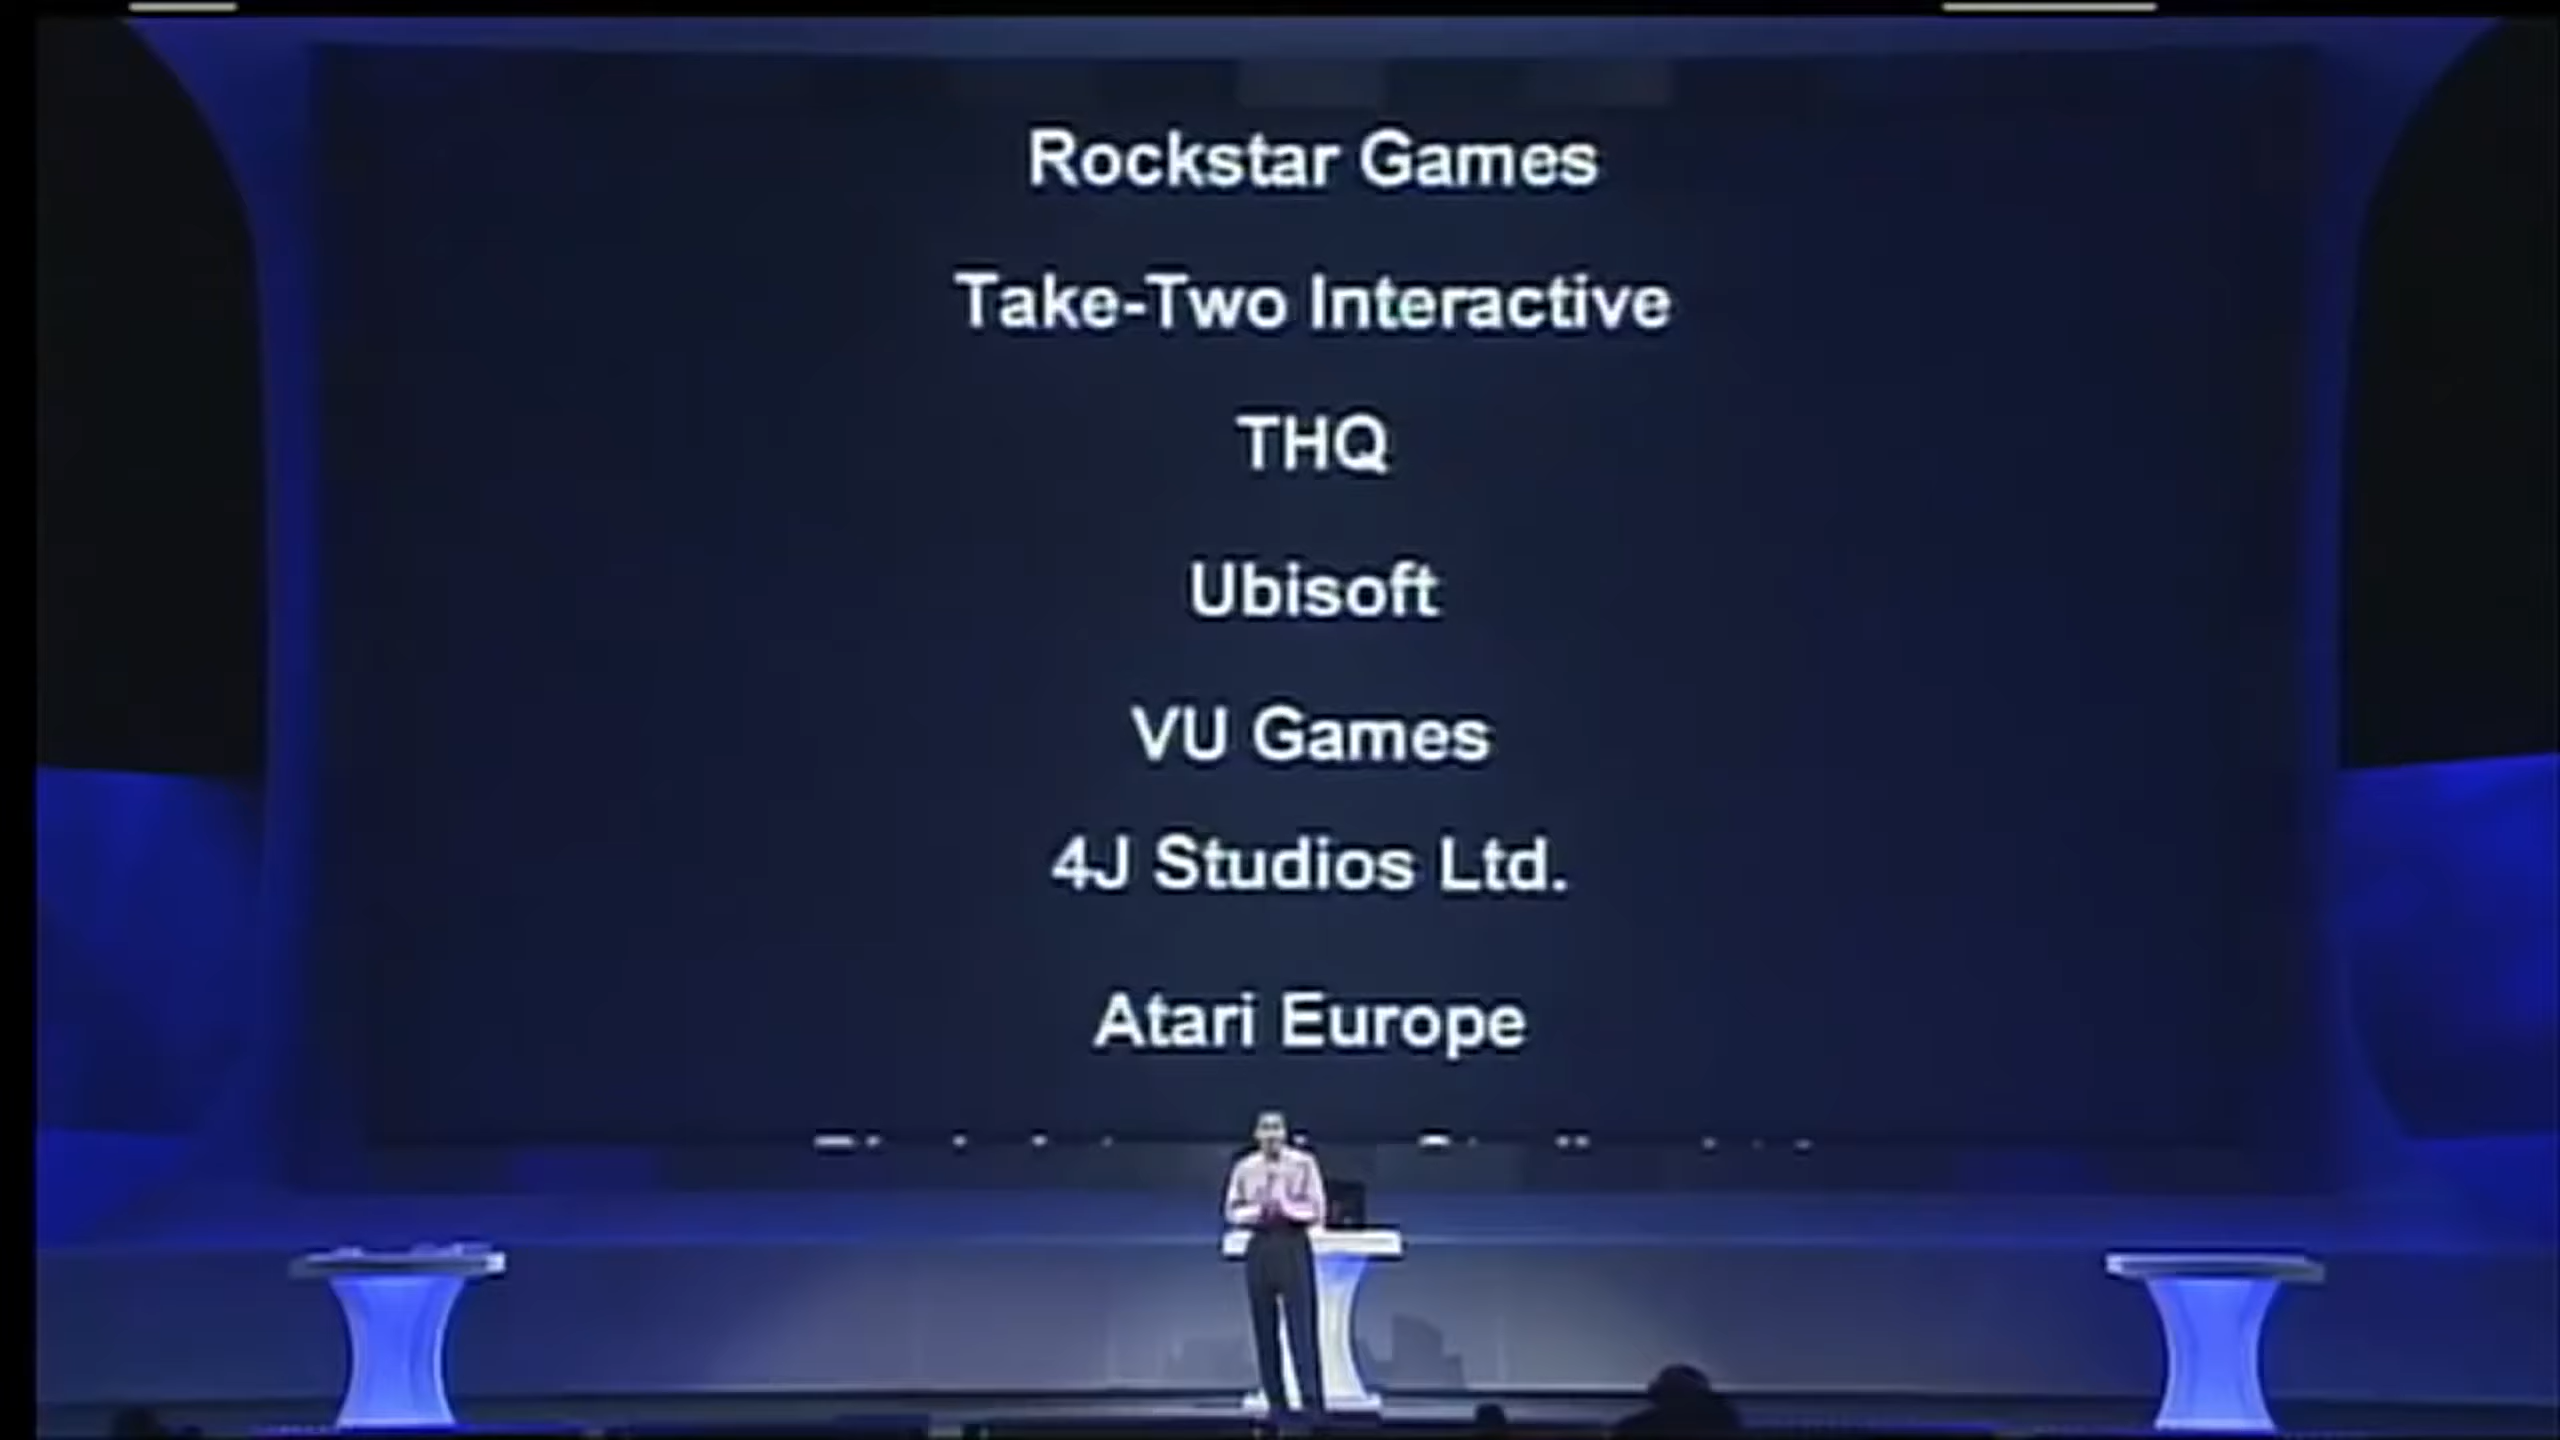 Rockstar Games
Take-Two Interactive
THQ
Ubisoft
VU Games
4J Studios Ltd.
Atari Europe